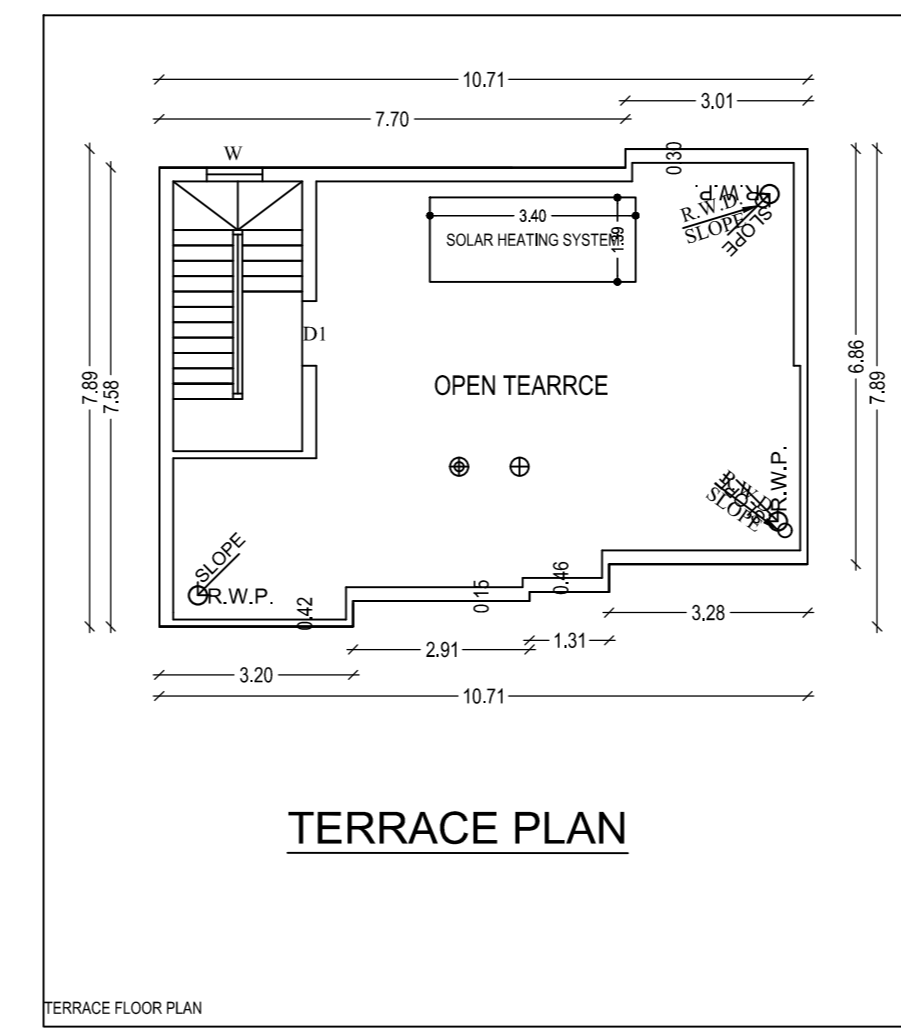 10.71
3.01
7.70
W
0.30
R.W.P.
R.W.D.
SLOPE
SLOPE
3.40
SOLAR HEATING SYSTEM
D1
7.89
7.58
6.86
7.89
OPEN TEARRCE
R.W.P.
R.W.D.
SLOPE
SLOPE
SLOPE
R.W.P.
0.42
0.15
0.46
3.28
1.31
2.91
3.20
10.71
TERRACE PLAN
TERRACE FLOOR PLAN